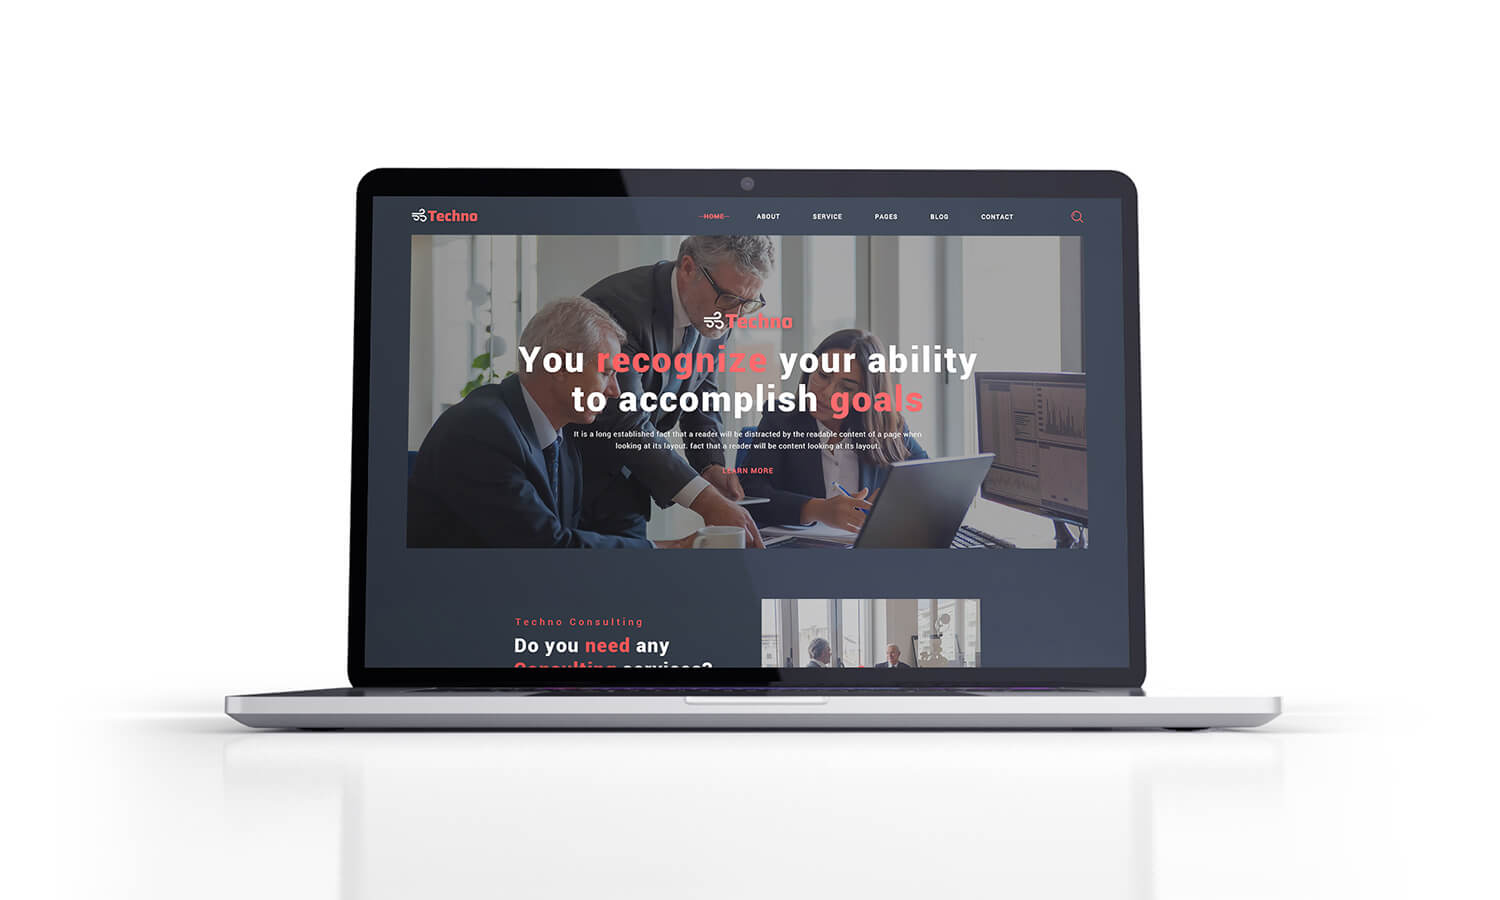 Techno
HOME ABOUT SERVICE PAGES BLOG CONTACT
Techno
You recognize your ability
to accomplish goals
It is a long established fact that a reader will be distracted by the readable content of a page when
looking at its layout. fact that a reader will be content looking at its layout.
LEARN MORE
Techno Consulting
Do you need any
Consulting services?